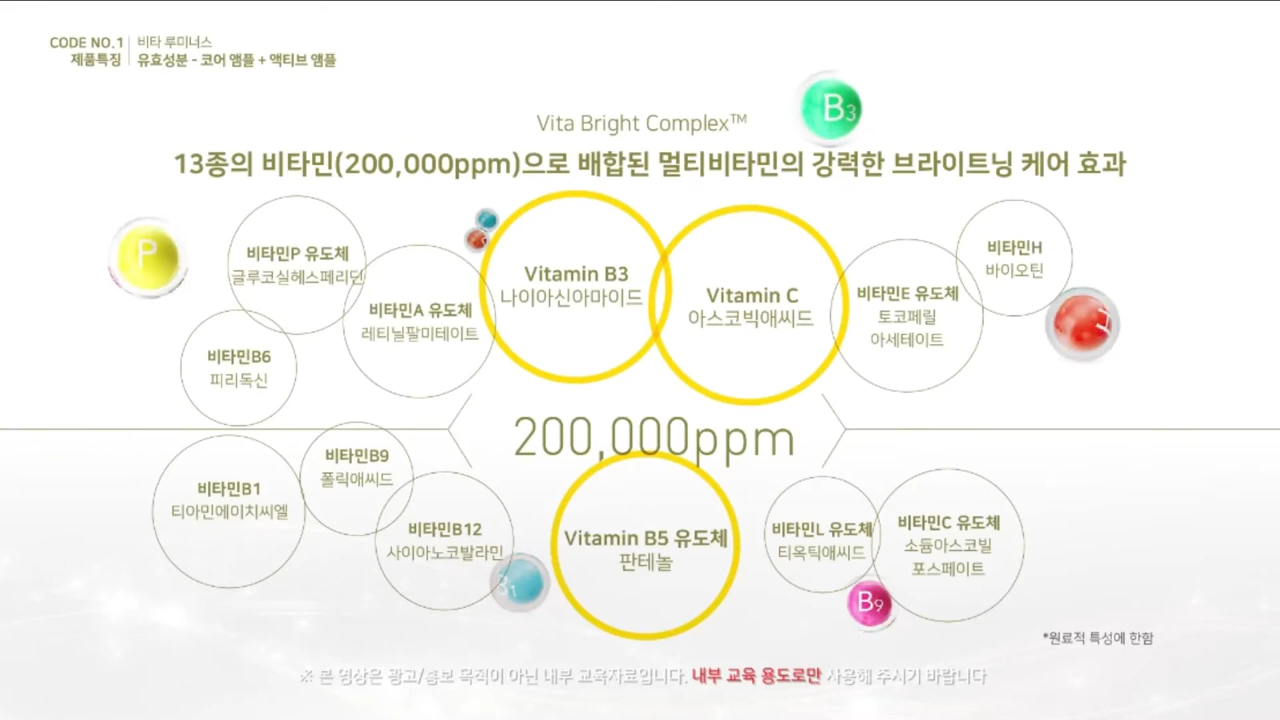 CODE NO.1 비타 루미너스
제품특징 유효성분 - 코어 앰플 + 액티브 앰플
B3
Vita Bright Complex™
13종의 비타민(200,000ppm)으로 배합된 멀티비타민의 강력한 브라이트닝 케어 효과
P
비타민P 유도체
글루코실헤스페리딘
비타민A 유도체
레티닐팔미테이트
Vitamin B3
나이아신아마이드
Vitamin C
아스코빅애씨드
비타민E 유도체
토코페릴
아세테이트
비타민H
바이오틴
H
비타민B6
피리독신
200,000ppm
비타민B1
티아민에이치씨엘
비타민B9
폴릭애씨드
비타민B12
사이아노코발라민
B1
Vitamin B5 유도체
판테놀
비타민L 유도체
티옥틱애씨드
비타민C 유도체
소듐아스코빌
포스페이트
B9
*원료적 특성에 한함
※ 본 영상은 광고/홍보 목적이 아닌 내부 교육자료입니다. 내부 교육 용도로만 사용해 주시기 바랍니다